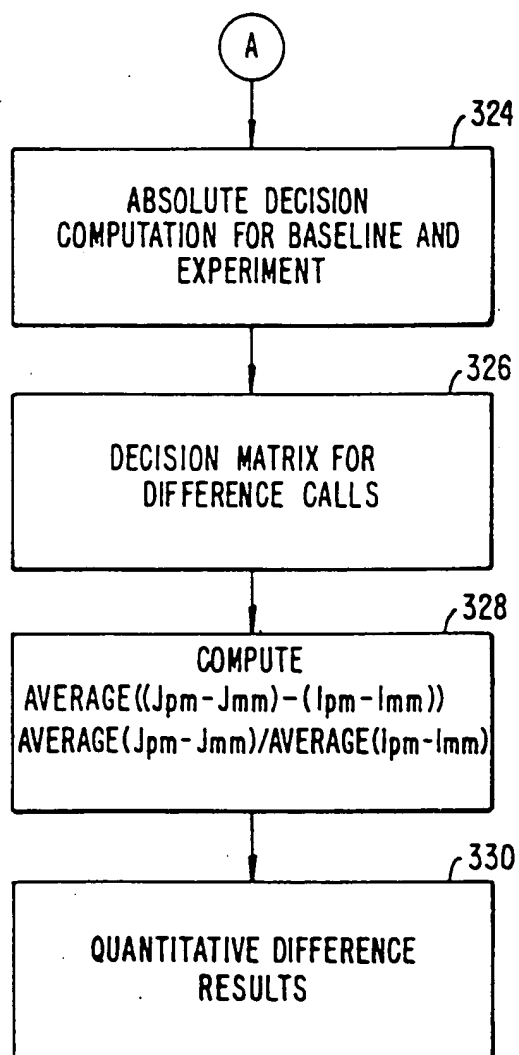 A
324
ABSOLUTE DECISION
COMPUTATION FOR BASELINE AND
EXPERIMENT
326
DECISION MATRIX FOR
DIFFERENCE CALLS
328
COMPUTE
AVERAGE((Jpm-Jmm)-(Ipm-Imm))
AVERAGE(Jpm-Jmm)/AVERAGE(Ipm-Imm)
330
QUANTITATIVE DIFFERENCE
RESULTS